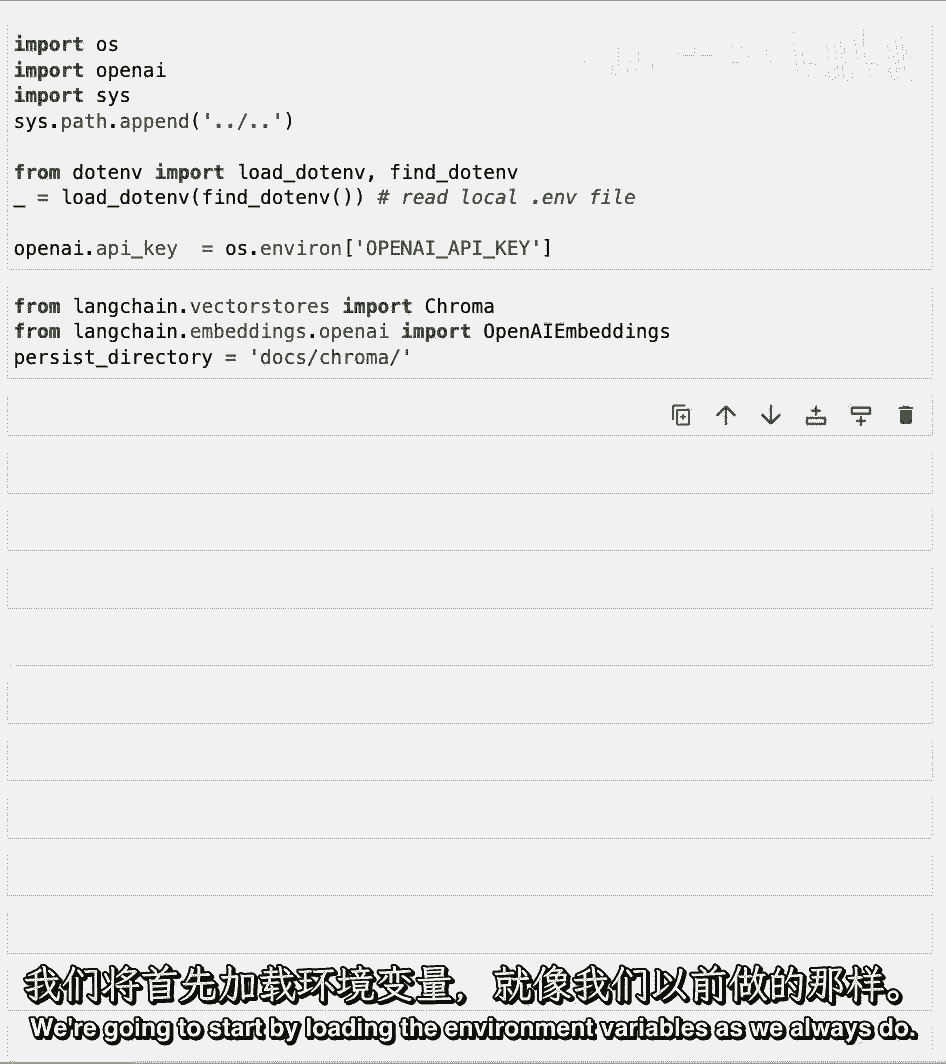 import os
import openai
import sys
sys.path.append('../..')
from dotenv import load_dotenv, find_dotenv
_ = load_dotenv(find_dotenv()) # read local .env file
openai.api_key  = os.environ['OPENAI_API_KEY']
from langchain.vectorstores import Chroma
from langchain.embeddings.openai import OpenAIEmbeddings
persist_directory = 'docs/chroma/'
我们将首先加载环境变量，就像我们以前做的那样。
We're going to start by loading the environment variables as we always do.